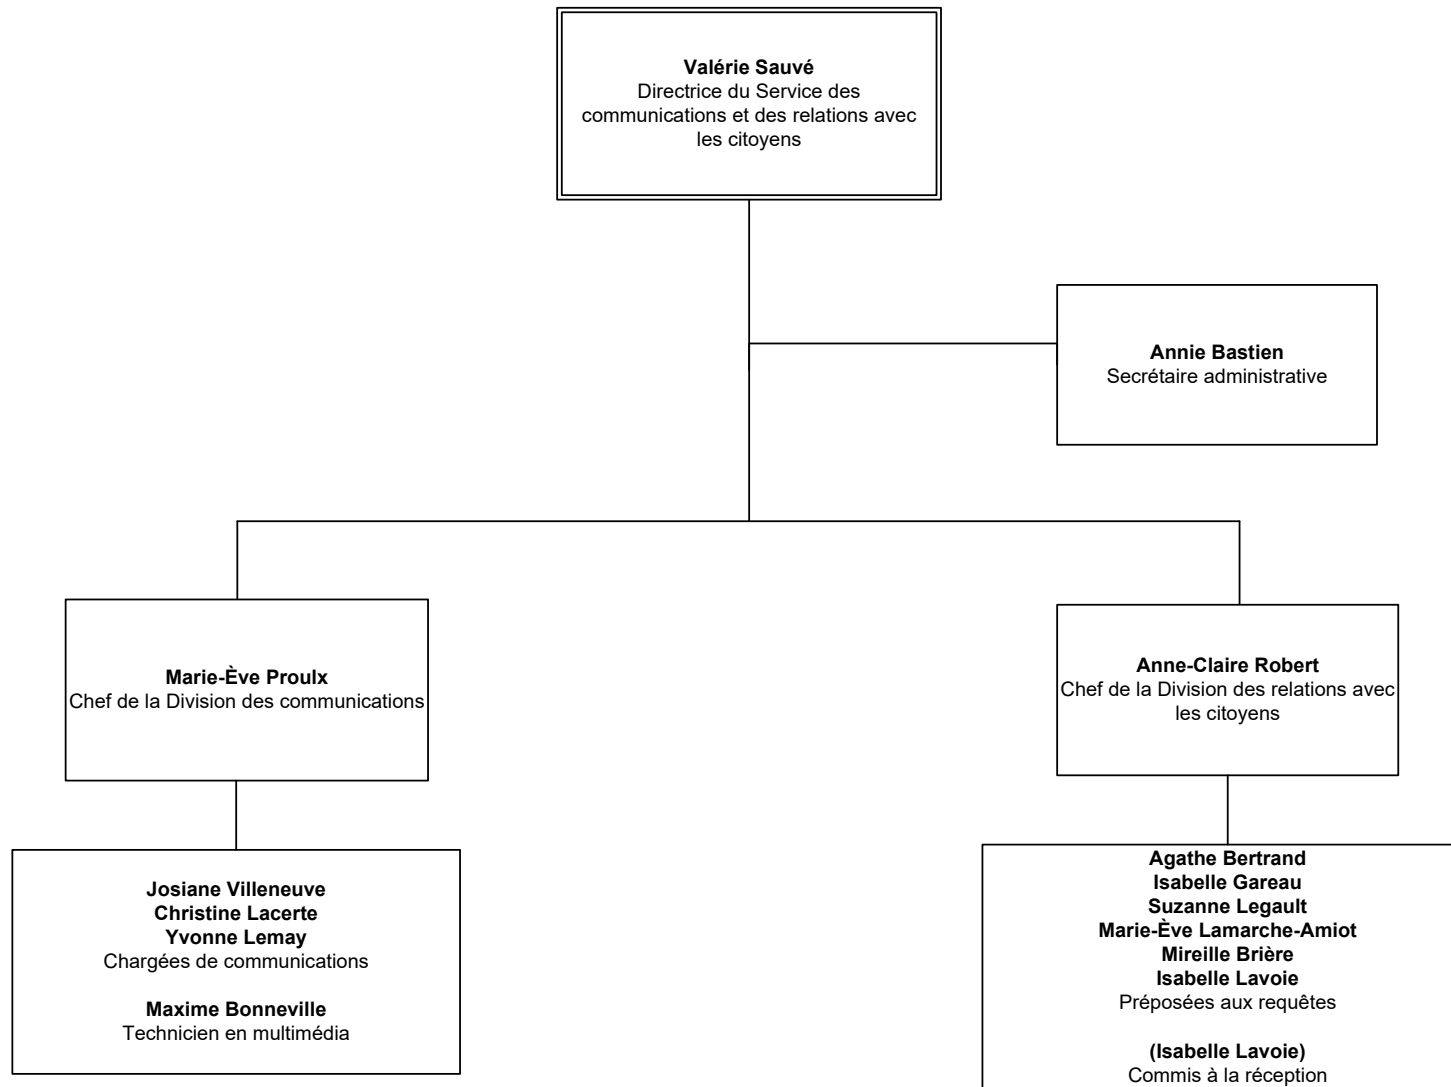 Valérie Sauvé
Directrice du Service des
communications et des relations avec
les citoyens
Annie Bastien
Secrétaire administrative
Marie-Ève Proulx
Chef de la Division des communications
Anne-Claire Robert
Chef de la Division des relations avec
les citoyens
Josiane Villeneuve
Christine Lacerte
Yvonne Lemay
Chargées de communications
Maxime Bonneville
Technicien en multimédia
Agathe Bertrand
Isabelle Gareau
Suzanne Legault
Marie-Ève Lamarche-Amiot
Mireille Brière
Isabelle Lavoie
Préposées aux requêtes
(Isabelle Lavoie)
Commis à la réception